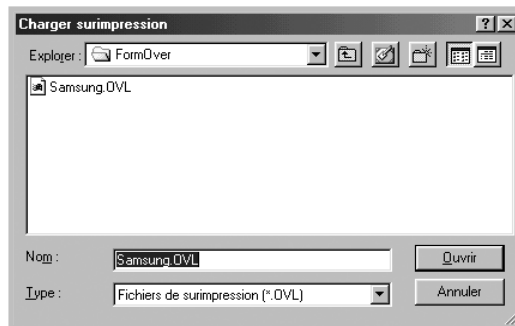 Charger surimpression
Explorer : FormOver
Samsung.OVL
Nom : Samsung.OVL Ouvrir
Type : Fichiers de surimpression (*.OVL) Annuler